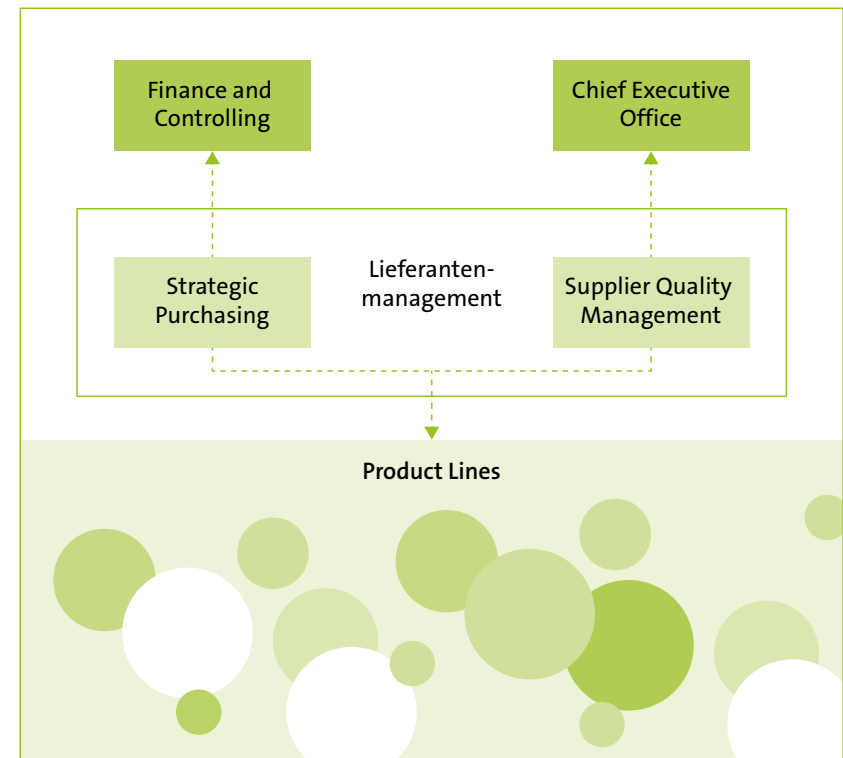 Finance and
Controlling
Chief Executive
Office
Strategic
Purchasing
Lieferanten-
management
Supplier Quality
Management
Product Lines